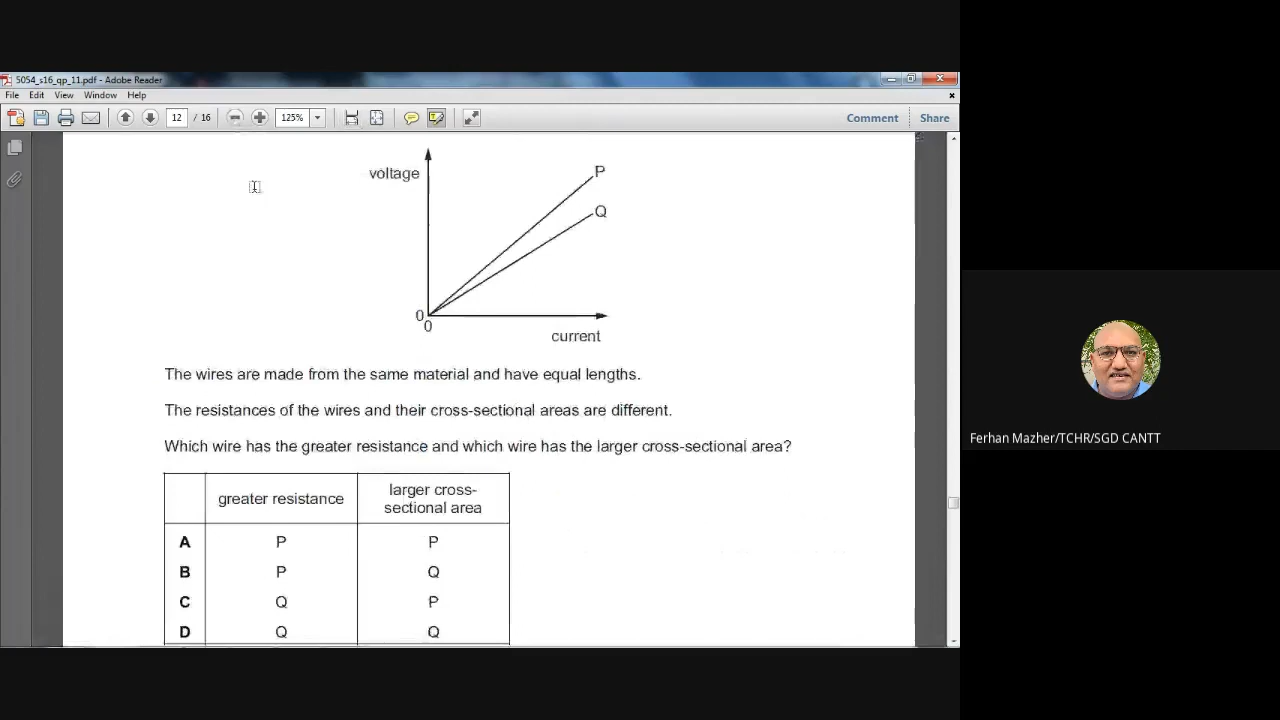 5054_s16_qp_11.pdf - Adobe Reader
File Edit View Window Help
12 / 16 125% Comment Share
voltage
P
Q
0
0
current
The wires are made from the same material and have equal lengths.
The resistances of the wires and their cross-sectional areas are different.
Which wire has the greater resistance and which wire has the larger cross-sectional area?
greater resistance larger cross-
sectional area
A P P
B P Q
C Q P
D Q Q
Ferhan Mazher/TCHR/SGD CANTT